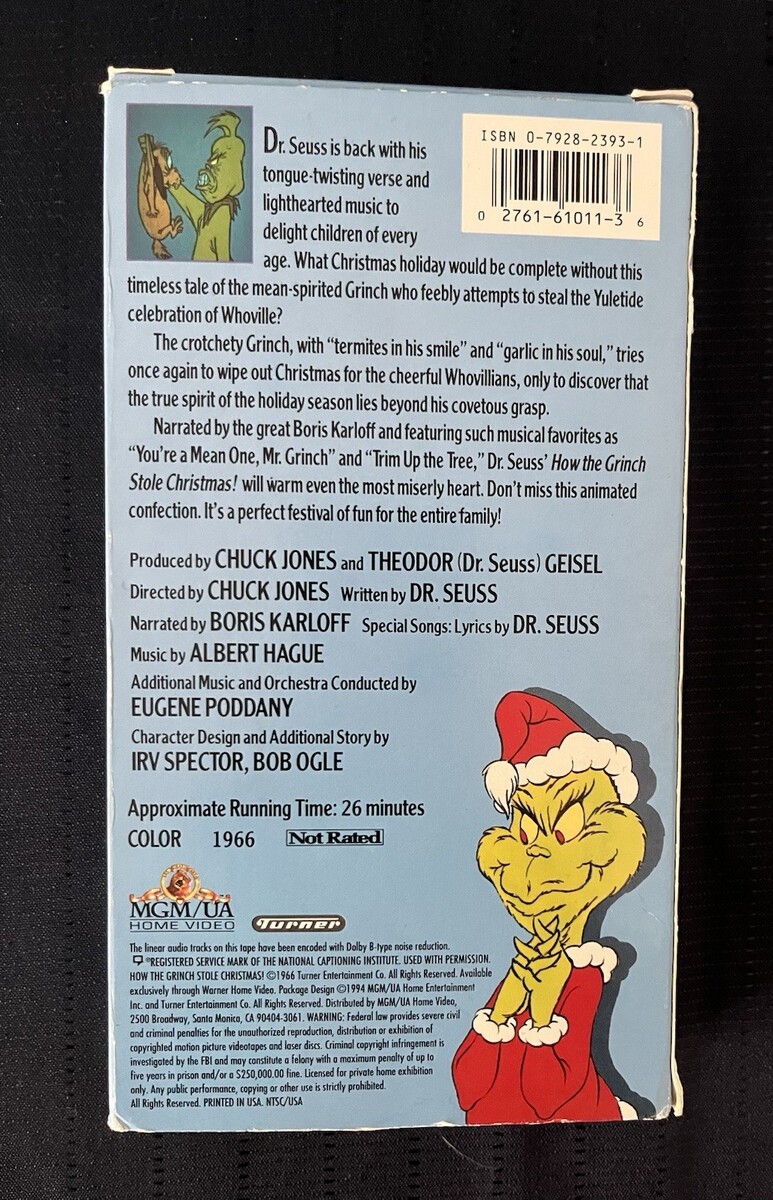 Dr. Seuss is back with his
tongue-twisting verse and
lighthearted music to
delight children of every
age. What Christmas holiday would be complete without this
timeless tale of the mean-spirited Grinch who feebly attempts to steal the Yuletide
celebration of Whoville?
The crotchety Grinch, with “termites in his smile” and “garlic in his soul,” tries
once again to wipe out Christmas for the cheerful Whovillians, only to discover that
the true spirit of the holiday season lies beyond his covetous grasp.
Narrated by the great Boris Karloff and featuring such musical favorites as
“You’re a Mean One, Mr. Grinch” and “Trim Up the Tree,” Dr. Seuss’ How the Grinch
Stole Christmas! will warm even the most miserly heart. Don’t miss this animated
confection. It’s a perfect festival of fun for the entire family!
ISBN 0-7928-2393-1
0 2761-61011-3 6
Produced by CHUCK JONES and THEODOR (Dr. Seuss) GEISEL
Directed by CHUCK JONES Written by DR. SEUSS
Narrated by BORIS KARLOFF Special Songs: Lyrics by DR. SEUSS
Music by ALBERT HAGUE
Additional Music and Orchestra Conducted by
EUGENE PODDANY
Character Design and Additional Story by
IRV SPECTOR, BOB OGLE
Approximate Running Time: 26 minutes
COLOR 1966 Not Rated
MGM/UA
HOME VIDEO
Turner
The linear audio tracks on this tape have been encoded with Dolby B-type noise reduction.
®REGISTERED SERVICE MARK OF THE NATIONAL CAPTIONING INSTITUTE. USED WITH PERMISSION.
HOW THE GRINCH STOLE CHRISTMAS! ©1966 Turner Entertainment Co. All Rights Reserved. Available
exclusively through Warner Home Video. Package Design ©1994 MGM/UA Home Entertainment
Inc. and Turner Entertainment Co. All Rights Reserved. Distributed by MGM/UA Home Video,
2500 Broadway, Santa Monica, CA 90404-3061. WARNING: Federal law provides severe civil
and criminal penalties for the unauthorized reproduction, distribution or exhibition of
copyrighted motion picture videotapes and laser discs. Criminal copyright infringement is
investigated by the FBI and may constitute a felony with a maximum penalty of up to
five years in prison and/or a $250,000.00 fine. Licensed for private home exhibition
only. Any public performance, copying or other use is strictly prohibited.
All Rights Reserved. PRINTED IN USA. NTSC/USA